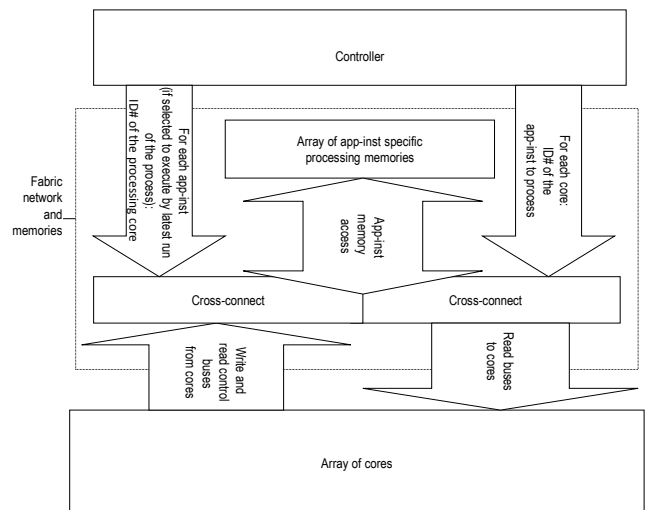 Controller
For each app-inst
(if selected to execute by latest run
of the process):
ID# of the processing core
Array of app-inst specific
processing memories
For each core:
ID# of the
app-inst to process
Fabric
network
and
memories
App-inst
memory
access
Cross-connect
Cross-connect
Write and
read control
buses
from cores
Read buses
to cores
Array of cores